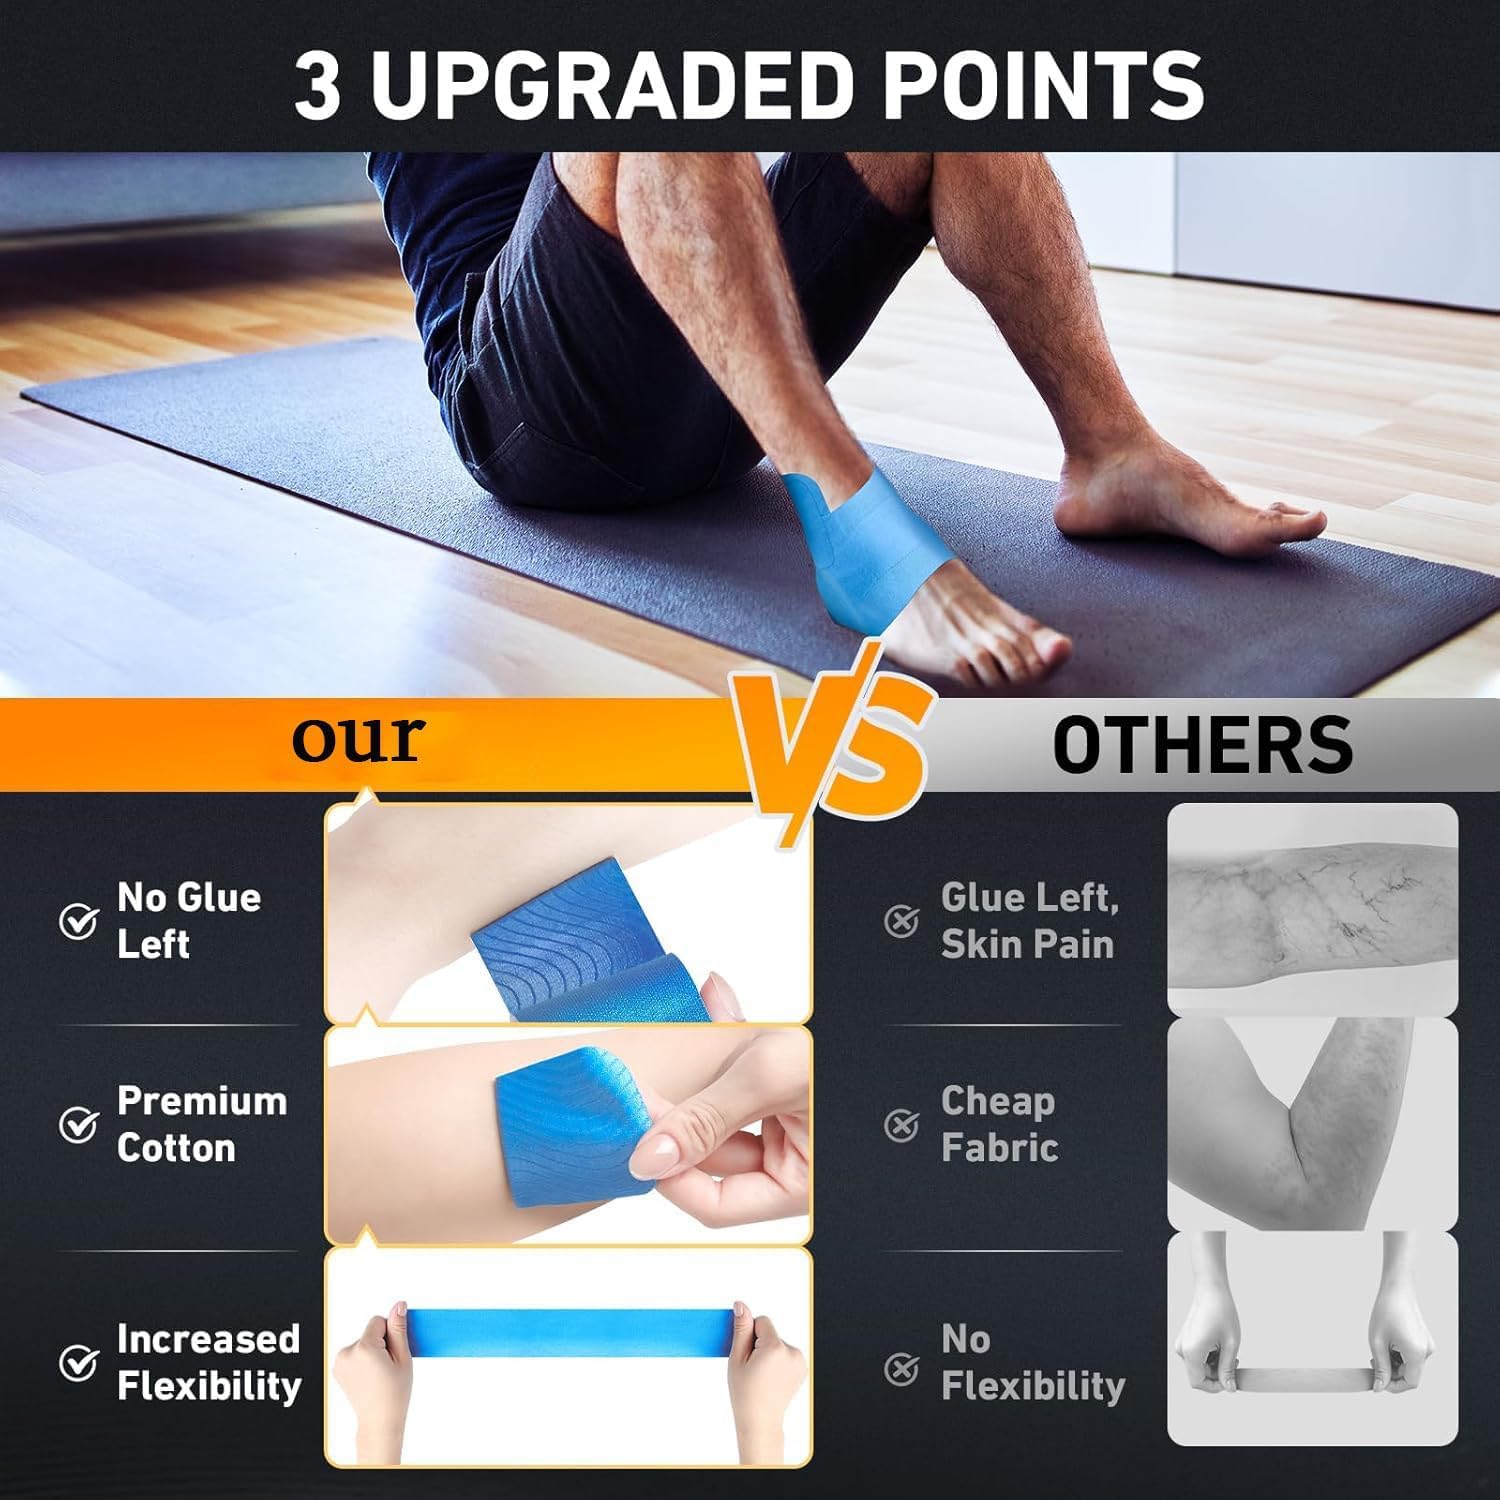 3 UPGRADED POINTS
our
VS
OTHERS
No Glue
Left
Glue Left,
Skin Pain
Premium
Cotton
Cheap
Fabric
Increased
Flexibility
No
Flexibility